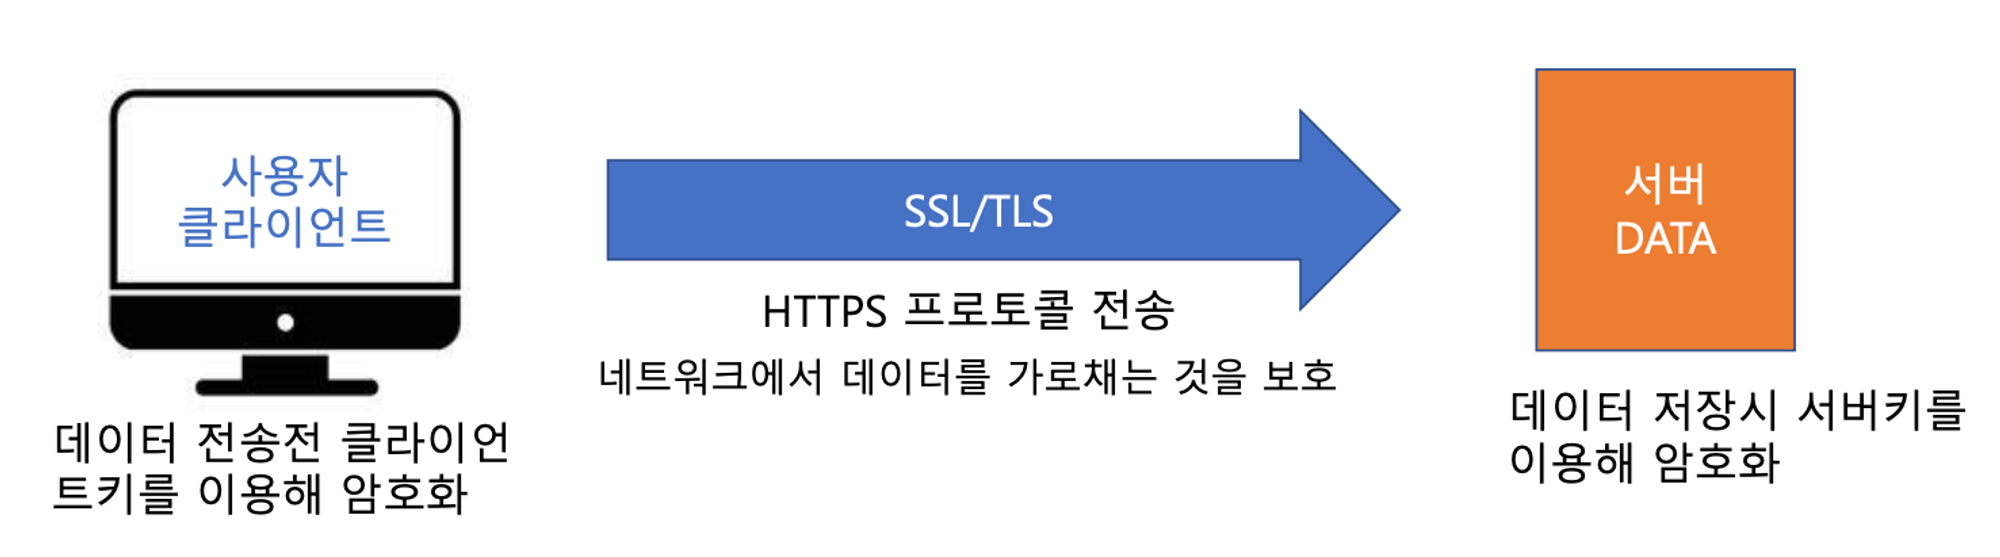 사용자
클라이언트
데이터 전송전 클라이언
트키를 이용해 암호화
SSL/TLS
HTTPS 프로토콜 전송
네트워크에서 데이터를 가로채는 것을 보호
서버
DATA
데이터 저장시 서버키를
이용해 암호화